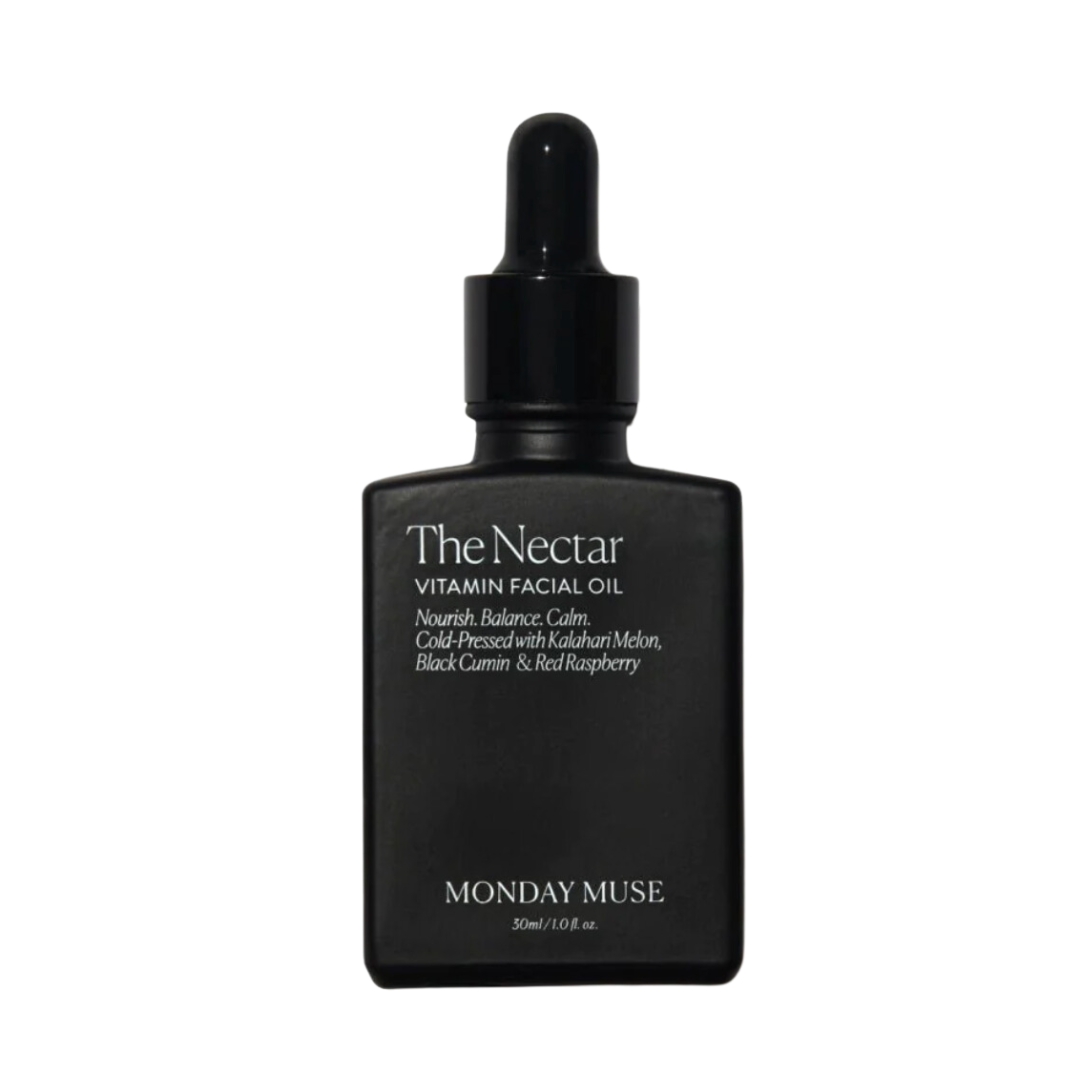 The Nectar
VITAMIN FACIAL OIL
Nourish. Balance. Calm.
Cold-Pressed with Kalahari Melon,
Black Cumin & Red Raspberry
MONDAY MUSE
30ml / 1.0 fl. oz.